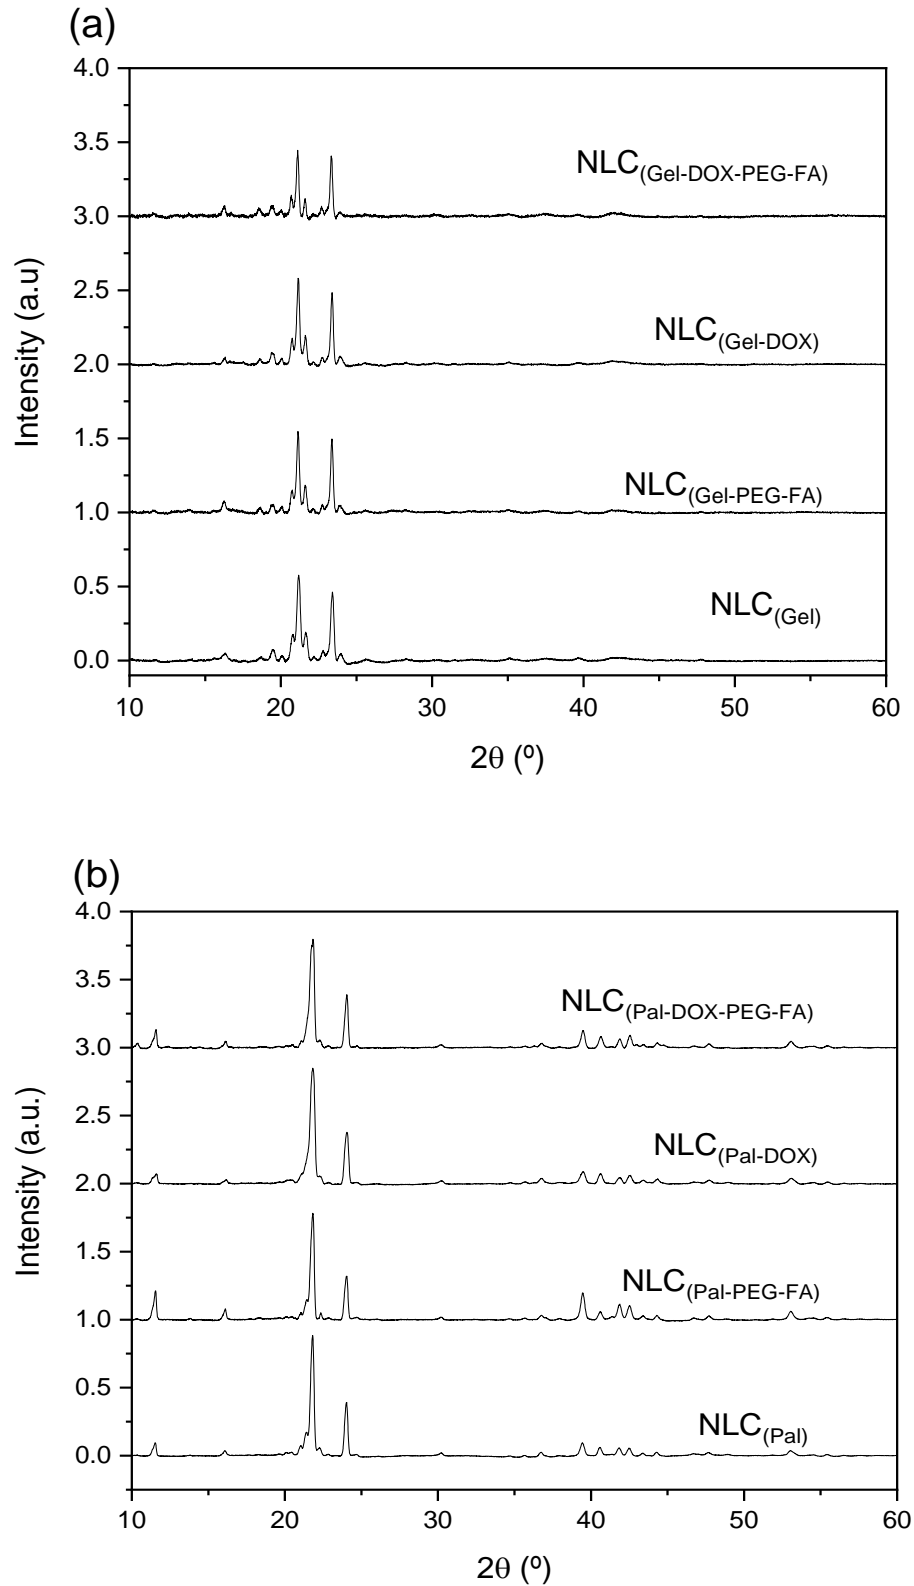 (a)
4.0
3.5
NLC(Gel-DOX-PEG-FA)
3.0
2.5
NLC(Gel-DOX)
2.0
1.5
NLC(Gel-PEG-FA)
1.0
0.5
NLC(Gel)
0.0
Intensity (a.u)
10 20 30 40 50 60
2θ (º)
(b)
4.0
3.5
NLC(Pal-DOX-PEG-FA)
3.0
2.5
NLC(Pal-DOX)
2.0
1.5
NLC(Pal-PEG-FA)
1.0
0.5
NLC(Pal)
0.0
Intensity (a.u.)
10 20 30 40 50 60
2θ (º)